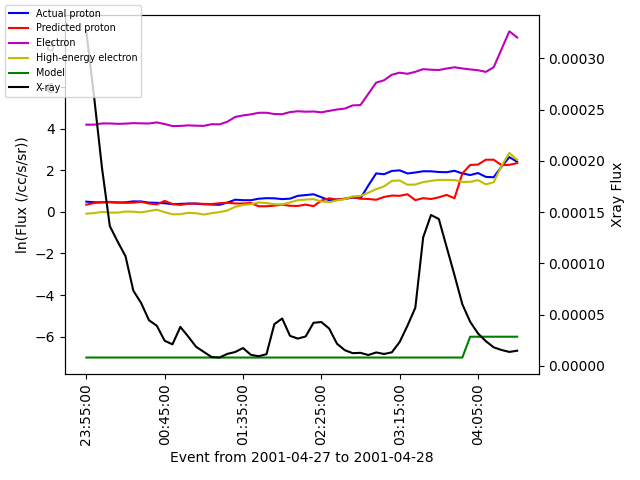 Actual proton
Predicted proton
Electron
High-energy electron
Model
X-ray
8
6
4
2
0
−2
−4
−6
ln(Flux (/cc/s/sr))
0.00030
0.00025
0.00020
0.00015
0.00010
0.00005
0.00000
Xray Flux
23:55:00
00:45:00
01:35:00
02:25:00
03:15:00
04:05:00
Event from 2001-04-27 to 2001-04-28